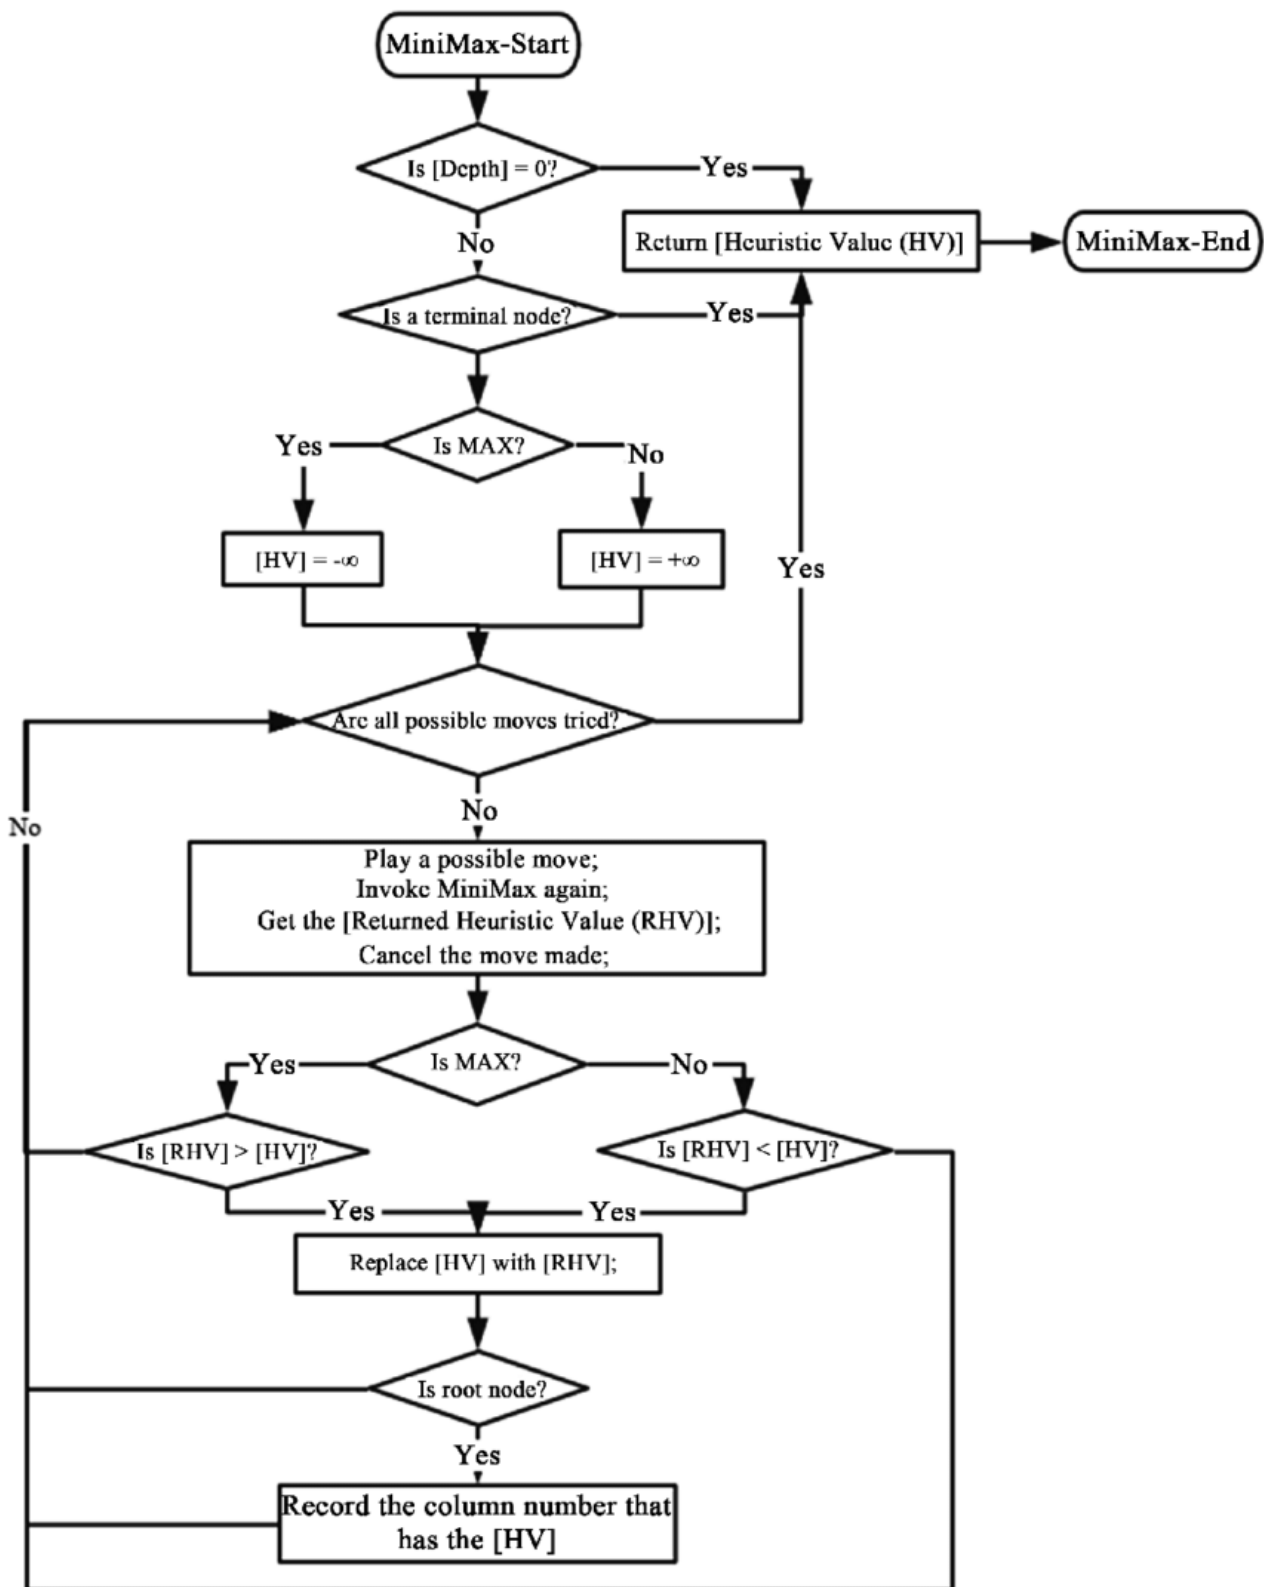 MiniMax-Start
Is [Depth] = 0?
Yes
No
Return [Heuristic Value (HV)]
MiniMax-End
Is a terminal node?
Yes
Is MAX?
Yes
No
[HV] = -∞
[HV] = +∞
Yes
Are all possible moves tried?
No
No
Play a possible move;
Invoke MiniMax again;
Get the [Returned Heuristic Value (RHV)];
Cancel the move made;
Is MAX?
Yes
No
Is [RHV] > [HV]?
Is [RHV] < [HV]?
Yes
Yes
Replace [HV] with [RHV];
Is root node?
Yes
Record the column number that
has the [HV]